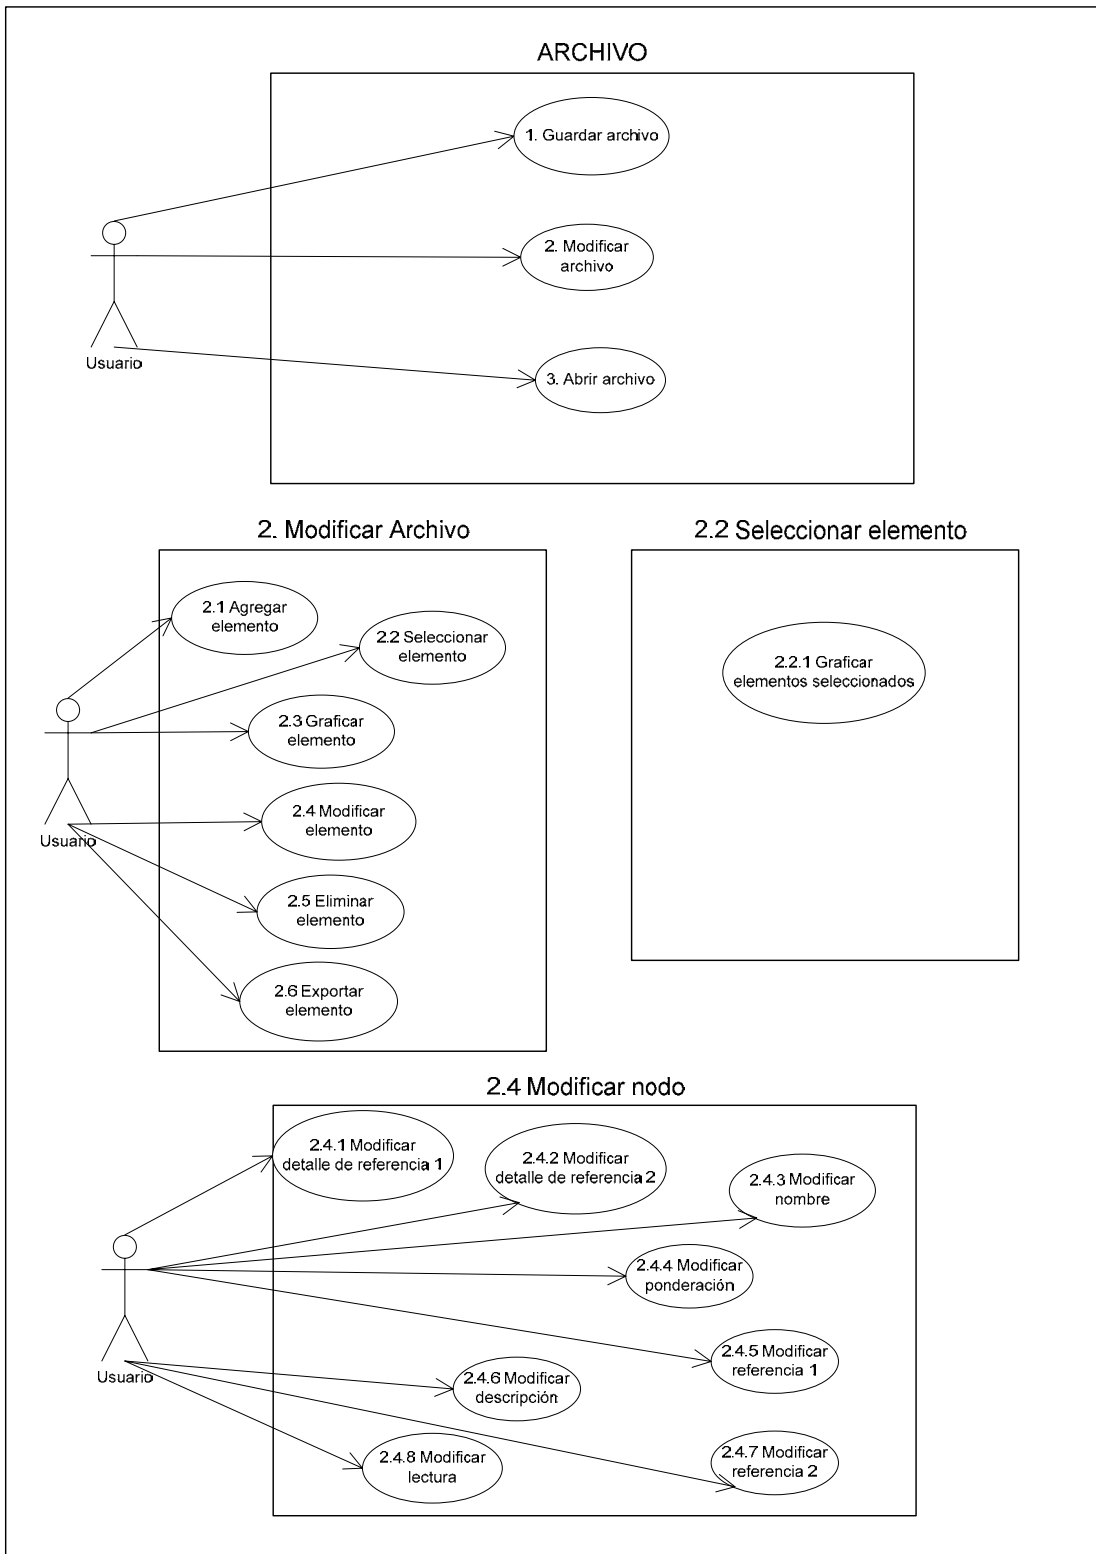 ARCHIVO
1. Guardar archivo
2. Modificar
archivo
3. Abrir archivo
Usuario
2. Modificar Archivo
2.1 Agregar
elemento
2.2 Seleccionar
elemento
2.3 Graficar
elemento
2.4 Modificar
elemento
2.5 Eliminar
elemento
2.6 Exportar
elemento
Usuario
2.2 Seleccionar elemento
2.2.1 Graficar
elementos seleccionados
2.4 Modificar nodo
2.4.1 Modificar
detalle de referencia 1
2.4.2 Modificar
detalle de referencia 2
2.4.3 Modificar
nombre
2.4.4 Modificar
ponderación
2.4.5 Modificar
referencia 1
Usuario
2.4.6 Modificar
descripción
2.4.7 Modificar
referencia 2
2.4.8 Modificar
lectura